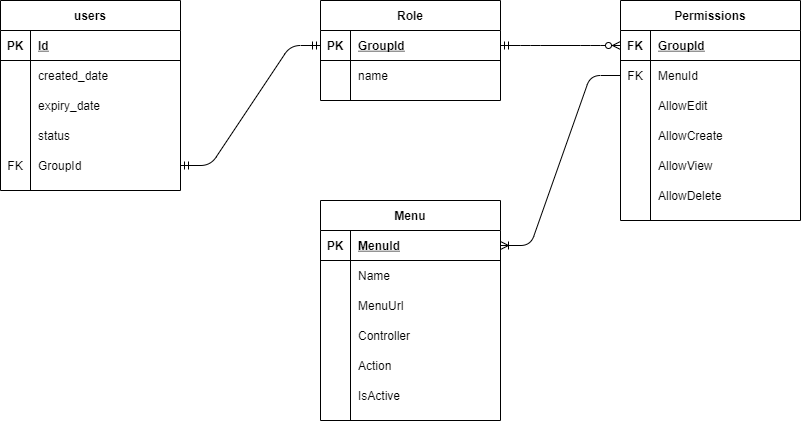 users
PK Id
created_date
expiry_date
status
FK GroupId
Role
PK GroupId
name
Permissions
FK GroupId
FK MenuId
AllowEdit
AllowCreate
AllowView
AllowDelete
Menu
PK MenuId
Name
MenuUrl
Controller
Action
IsActive